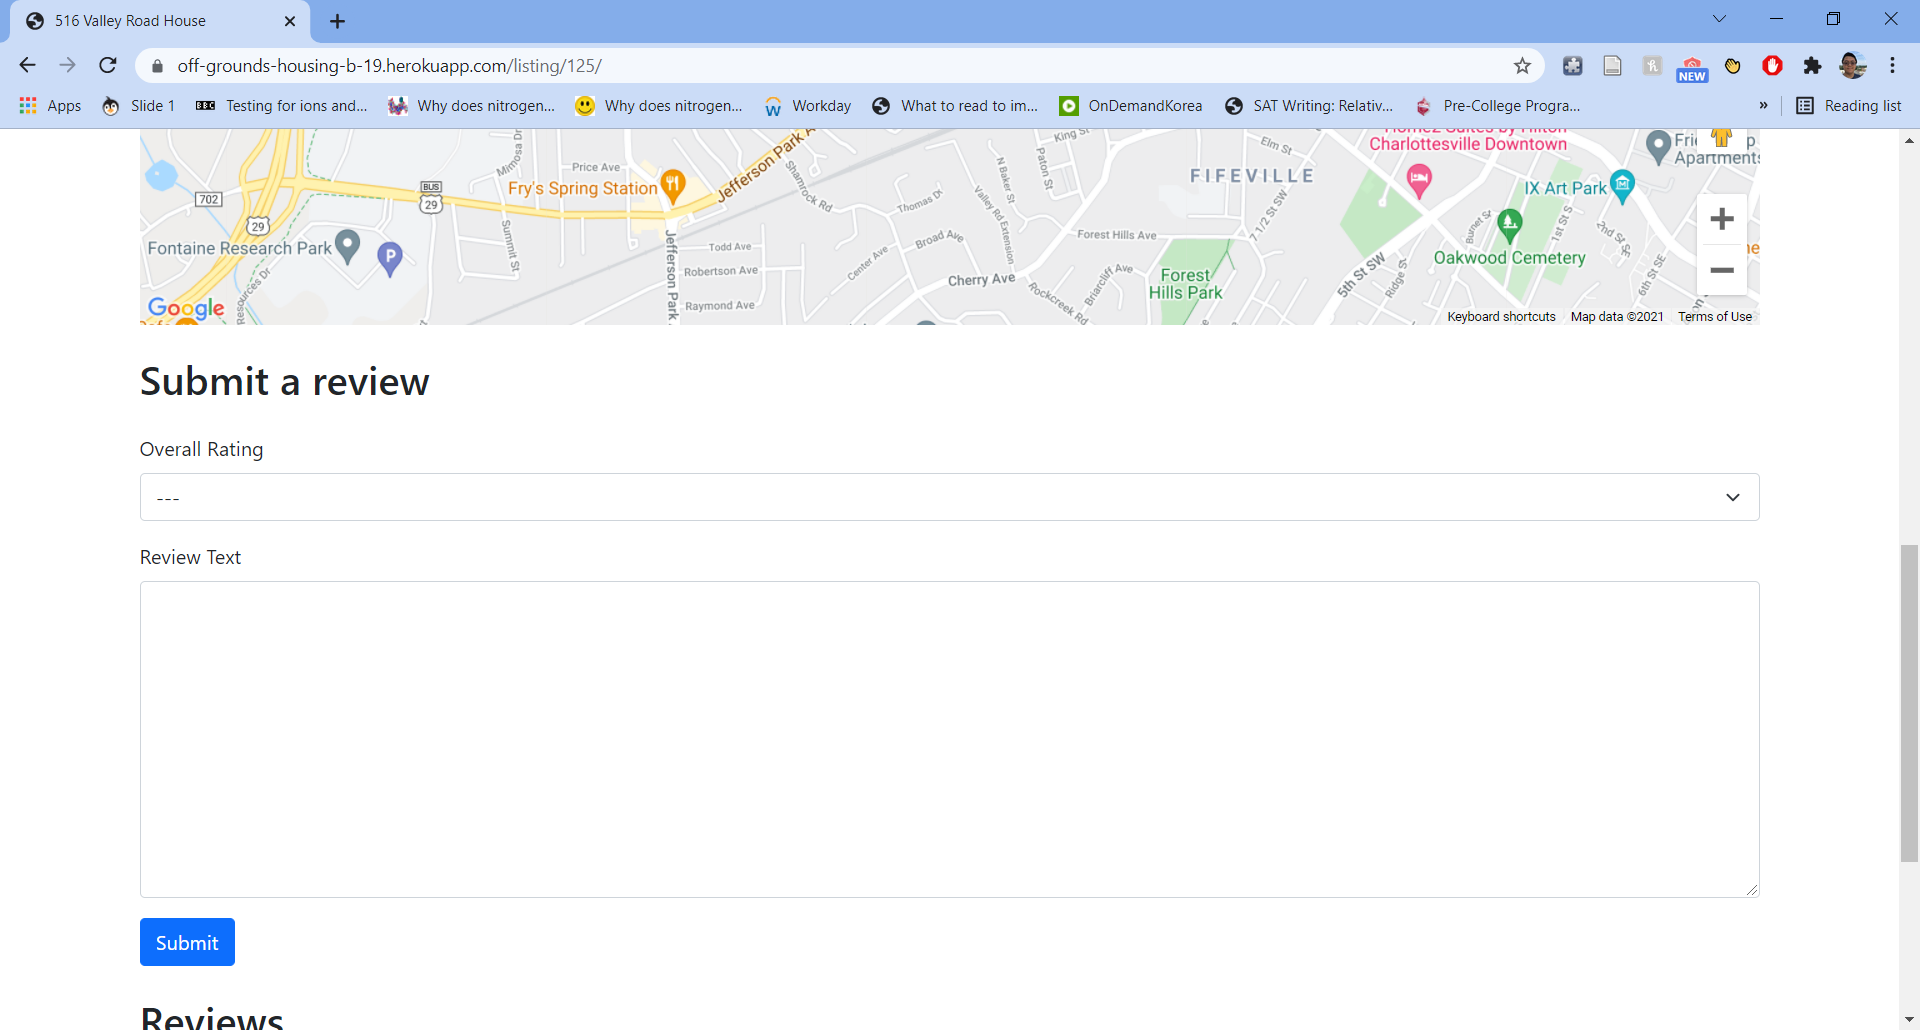 516 Valley Road House
off-grounds-housing-b-19.herokuapp.com/listing/125/
NEW
Apps
Slide 1
BBC
Testing for ions and...
Why does nitrogen...
Why does nitrogen...
Workday
What to read to im...
OnDemandKorea
SAT Writing: Relativ...
Pre-College Progra...
»
Reading list
Mimosa Dr
Price Ave
Fry's Spring Station
Jefferson Park A
Shamrock Rd
Thomas Dr
N Baker St
Valley Rd Extension
Paton St
King St
Elm St
Charlottesville Downtown
FIFEVILLE
7 1/2 St SW
IX Art Park
Apartments
702
BUS
29
29
Fontaine Research Park
P
Summit St
Jefferson Park
Todd Ave
Robertson Ave
Raymond Ave
Center Ave
Broad Ave
Cherry Ave
Rockcreek Rd
Briarcliff Ave
Forest Hills Ave
Forest
Hills Park
5th St SW
Ridge St
Burnet St
1st St S
2nd St SE
6th St SE
Oakwood Cemetery
Google
Keyboard shortcuts
Map data ©2021
Terms of Use
Submit a review
Overall Rating
---
Review Text
Submit
Reviews